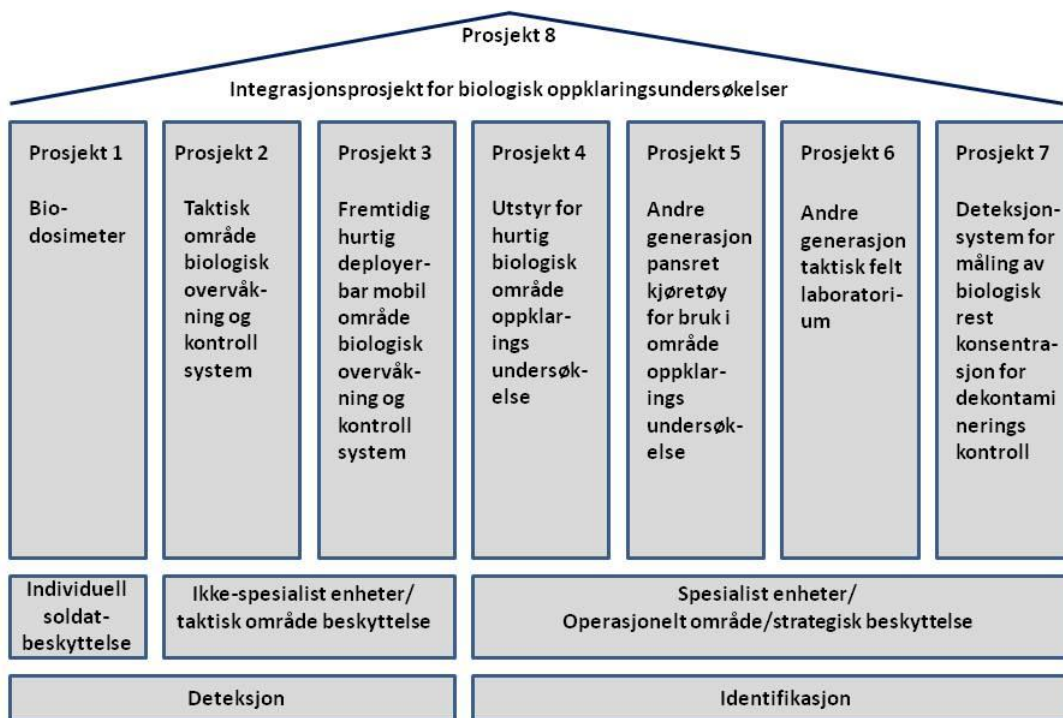 Prosjekt 8
Integrasjonsprosjekt for biologisk oppklaringsundersøkelser
Prosjekt 1
Bio-
dosimeter
Prosjekt 2
Taktisk
område
biologisk
overvåk-
ning og
kontroll
system
Prosjekt 3
Fremtidig
hurtig
deployer-
bar mobil
område
biologisk
overvåk-
ning og
kontroll
system
Prosjekt 4
Utstyr for
hurtig
biologisk
område
oppklar-
ings
undersøk-
else
Prosjekt 5
Andre
generasjon
pansret
kjøretøy
for bruk i
område
oppklar-
ings
undersøk-
else
Prosjekt 6
Andre
generasjon
taktisk felt
laboratori-
um
Prosjekt 7
Deteksjon-
system for
måling av
biologisk
rest
konsentra-
sjon for
dekontami
nerings
kontroll
Individuell
soldat-
beskyttelse
Ikke-spesialist enheter/
taktisk område beskyttelse
Spesialist enheter/
Operasjonelt område/strategisk beskyttelse
Deteksjon
Identifikasjon